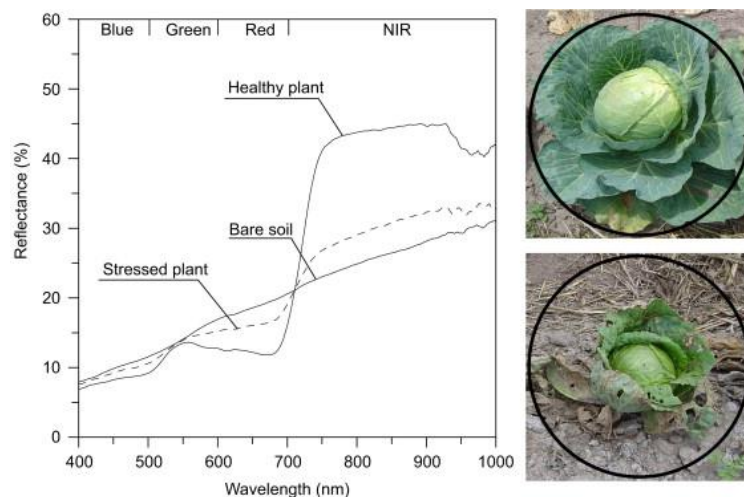 60
Blue Green Red NIR
50
Healthy plant
40
Reflectance (%)
30
Bare soil
Stressed plant
20
10
0
400 500 600 700 800 900 1000
Wavelength (nm)